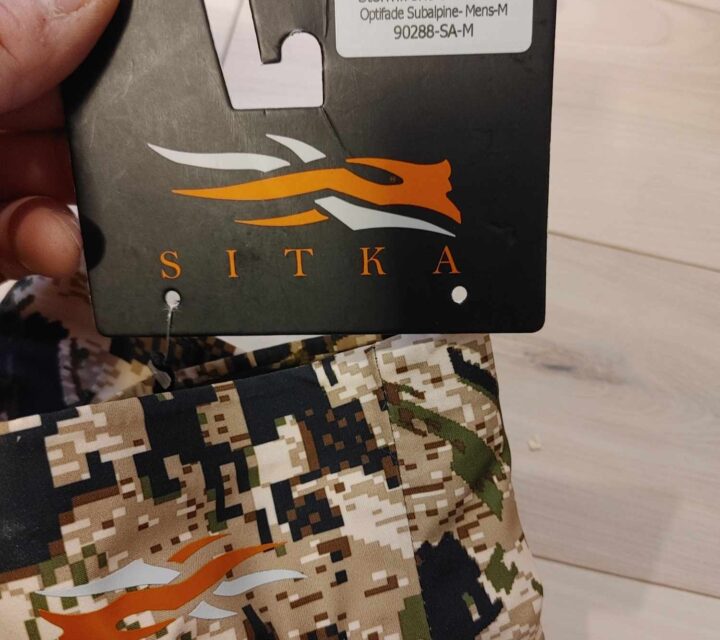 Optifade Subalpine- Mens-M
90288-SA-M
SITKA